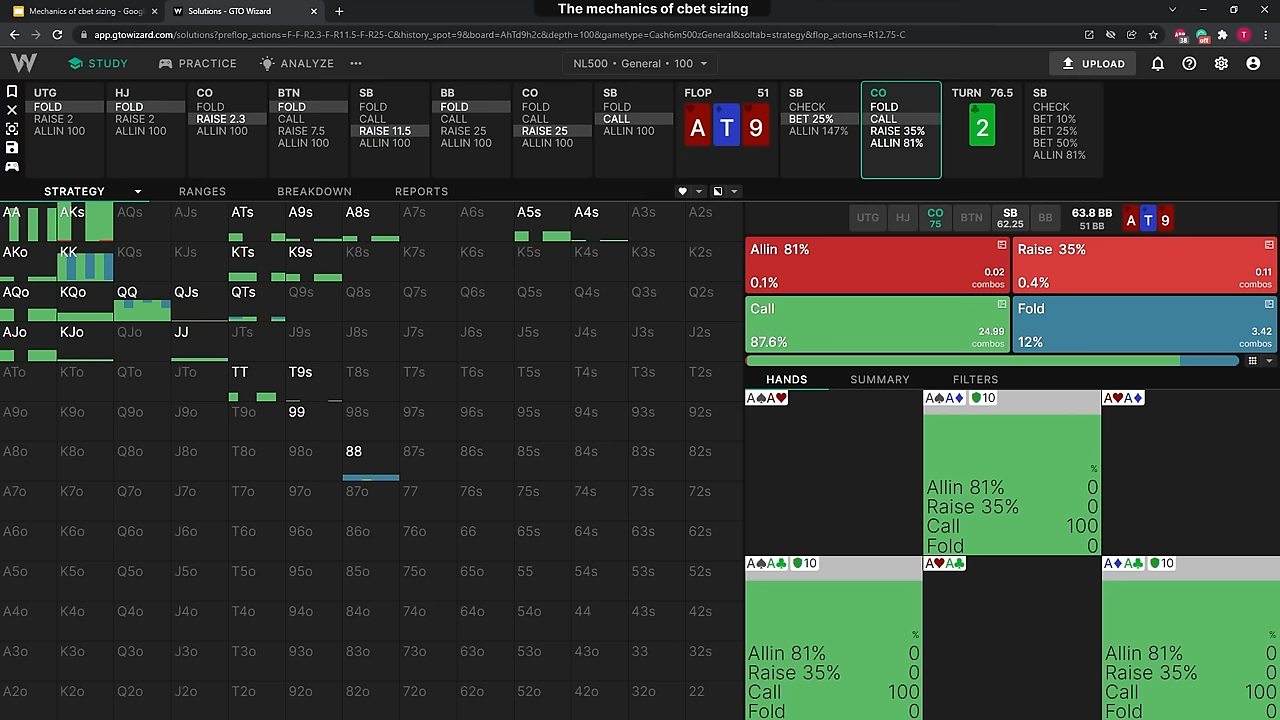 The mechanics of cbet sizing
Mechanics of cbet sizing - Goog
Solutions - GTO Wizard
app.gtowizard.com/solutions?preflop_actions=F-F-R2.3-F-R11.5-F-R25-C&history_spot=9&board=AhTd9h2c&depth=100&gametype=Cash6m500zGeneral&soltab=strategy&flop_actions=R12.75-C
STUDY PRACTICE ANALYZE NL500 • General • 100 UPLOAD
UTG HJ CO BTN SB BB CO SB FLOP 51 SB CO TURN 76.5 SB
FOLD FOLD FOLD FOLD FOLD FOLD FOLD FOLD CHECK FOLD CHECK
RAISE 2 RAISE 2 RAISE 2.3 CALL CALL CALL CALL CALL BET 25% CALL BET 10%
ALLIN 100 ALLIN 100 ALLIN 100 RAISE 7.5 RAISE 11.5 RAISE 25 RAISE 25 ALLIN 100 A T 9 ALLIN 147% RAISE 35% 2 BET 25%
ALLIN 100 ALLIN 100 ALLIN 100 ALLIN 100 ALLIN 81% BET 50%
ALLIN 81%
STRATEGY RANGES BREAKDOWN REPORTS
AA AKs AQs AJs ATs A9s A8s A7s A6s A5s A4s A3s A2s
AKo KK KQs KJs KTs K9s K8s K7s K6s K5s K4s K3s K2s
AQo KQo QQ QJs QTs Q9s Q8s Q7s Q6s Q5s Q4s Q3s Q2s
AJo KJo QJo JJ JTs J9s J8s J7s J6s J5s J4s J3s J2s
ATo KTo QTo JTo TT T9s T8s T7s T6s T5s T4s T3s T2s
A9o K9o Q9o J9o T9o 99 98s 97s 96s 95s 94s 93s 92s
A8o K8o Q8o J8o T8o 98o 88 87s 86s 85s 84s 83s 82s
A7o K7o Q7o J7o T7o 97o 87o 77 76s 75s 74s 73s 72s
A6o K6o Q6o J6o T6o 96o 86o 76o 66 65s 64s 63s 62s
A5o K5o Q5o J5o T5o 95o 85o 75o 65o 55 54s 53s 52s
A4o K4o Q4o J4o T4o 94o 84o 74o 64o 54o 44 43s 42s
A3o K3o Q3o J3o T3o 93o 83o 73o 63o 53o 43o 33 32s
A2o K2o Q2o J2o T2o 92o 82o 72o 62o 52o 42o 32o 22
UTG HJ CO 75 BTN SB 62.25 BB 63.8 BB 51 BB A T 9
Allin 81%
0.1% 0.02 combos
Raise 35%
0.4% 0.11 combos
Call
87.6% 24.99 combos
Fold
12% 3.42 combos
HANDS SUMMARY FILTERS
A♠A♥
A♠A♦ 10
%
Allin 81% 0
Raise 35% 0
Call 100
Fold 0
A♥A♦
A♠A♣ 10
%
Allin 81% 0
Raise 35% 0
Call 100
Fold 0
A♥A♣
A♦A♣ 10
%
Allin 81% 0
Raise 35% 0
Call 100
Fold 0